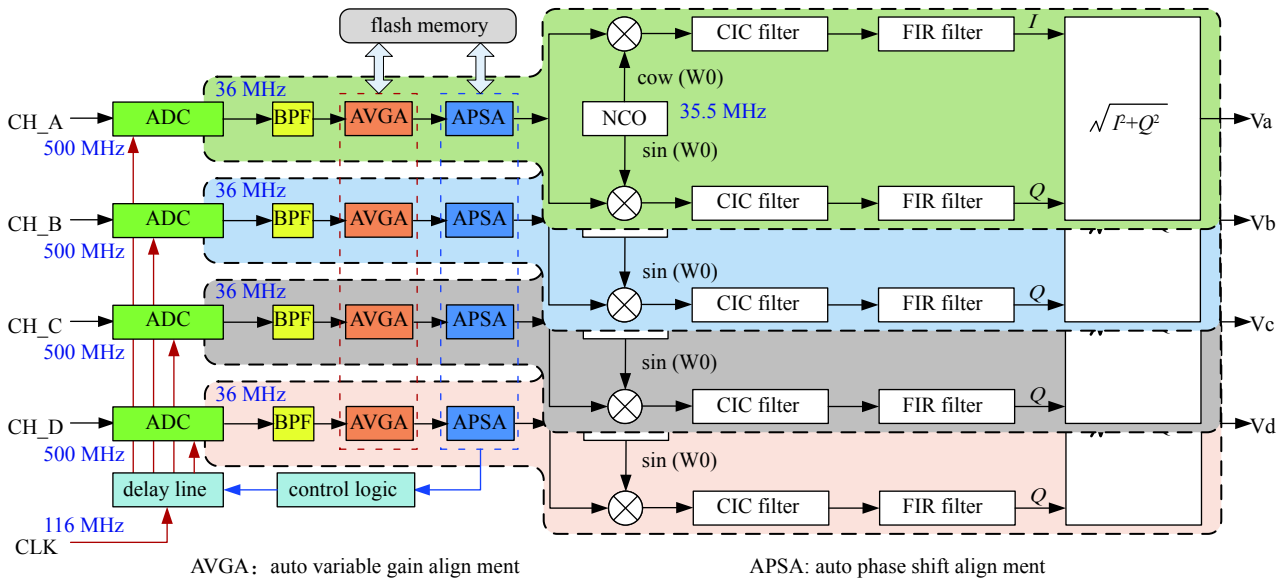 flash memory
CIC filter
FIR filter
I
36 MHz
cow (W0)
CH_A
ADC
BPF
AVGA
APSA
NCO
35.5 MHz
√I²+Q²
Va
500 MHz
sin (W0)
36 MHz
CIC filter
FIR filter
Q
CH_B
ADC
BPF
AVGA
APSA
Vb
500 MHz
sin (W0)
36 MHz
CIC filter
FIR filter
Q
CH_C
ADC
BPF
AVGA
APSA
Vc
500 MHz
sin (W0)
36 MHz
CIC filter
FIR filter
Q
CH_D
ADC
BPF
AVGA
APSA
Vd
500 MHz
sin (W0)
delay line
control logic
CIC filter
FIR filter
Q
116 MHz
CLK
AVGA：auto variable gain align ment
APSA: auto phase shift align ment